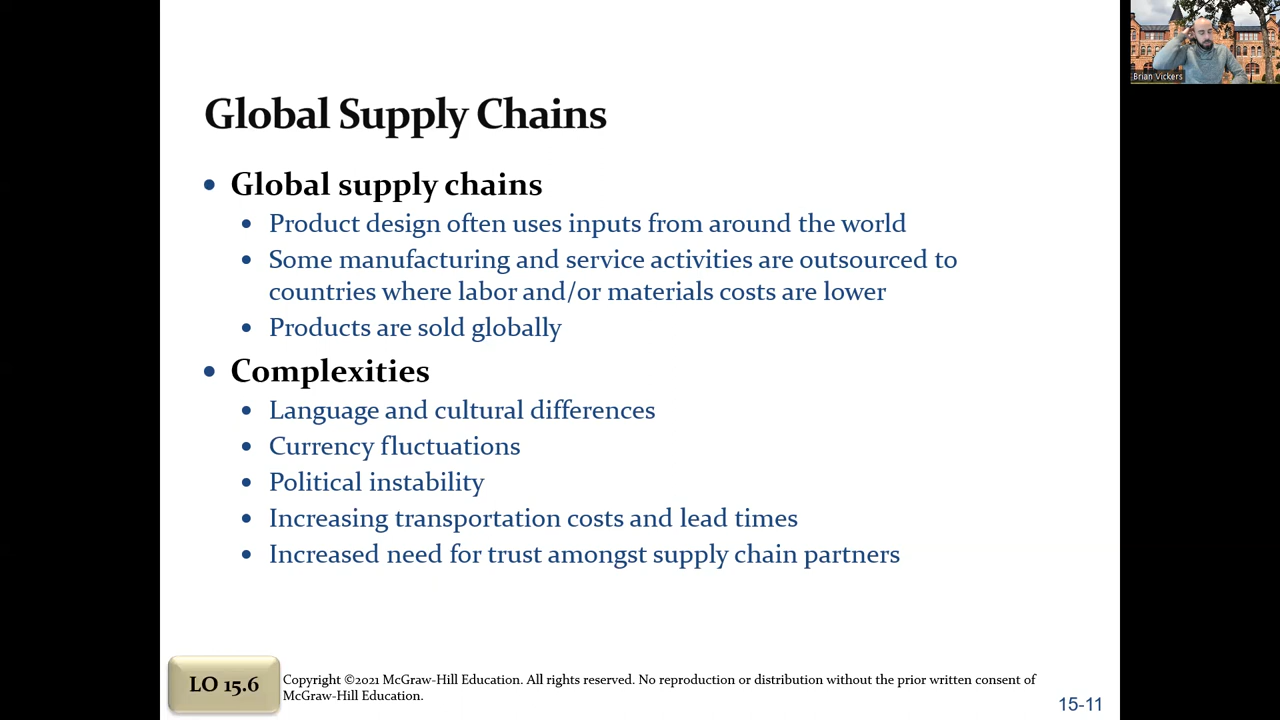 Brian Vickers
Global Supply Chains
• Global supply chains
• Product design often uses inputs from around the world
• Some manufacturing and service activities are outsourced to
countries where labor and/or materials costs are lower
• Products are sold globally
• Complexities
• Language and cultural differences
• Currency fluctuations
• Political instability
• Increasing transportation costs and lead times
• Increased need for trust amongst supply chain partners
LO 15.6
Copyright ©2021 McGraw-Hill Education. All rights reserved. No reproduction or distribution without the prior written consent of
McGraw-Hill Education.
15-11